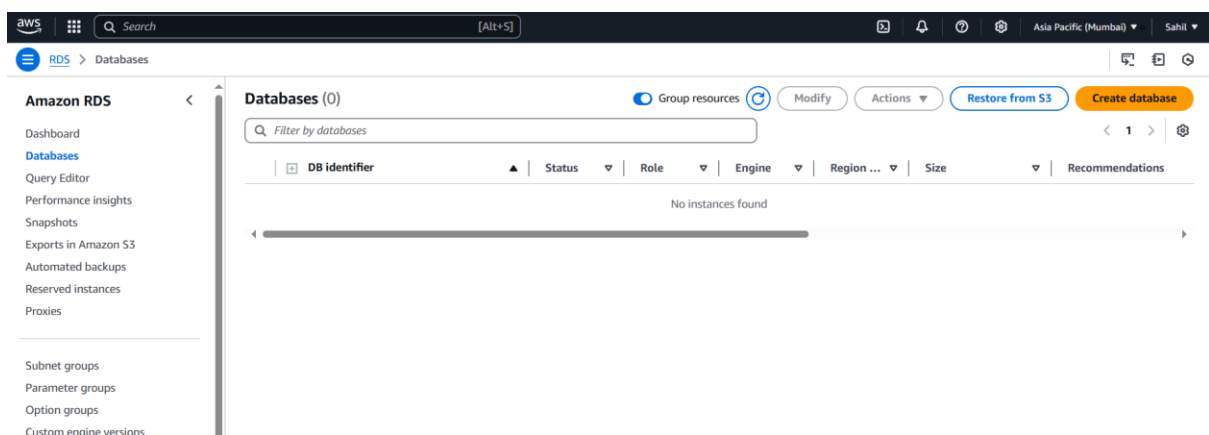 aws Search [Alt+S] Asia Pacific (Mumbai) Sahil
RDS > Databases
Amazon RDS
Dashboard
Databases
Query Editor
Performance insights
Snapshots
Exports in Amazon S3
Automated backups
Reserved instances
Proxies
Subnet groups
Parameter groups
Option groups
Custom engine versions
Databases (0) Group resources Modify Actions Restore from S3 Create database
Filter by databases < 1 >
DB identifier Status Role Engine Region ... Size Recommendations
No instances found